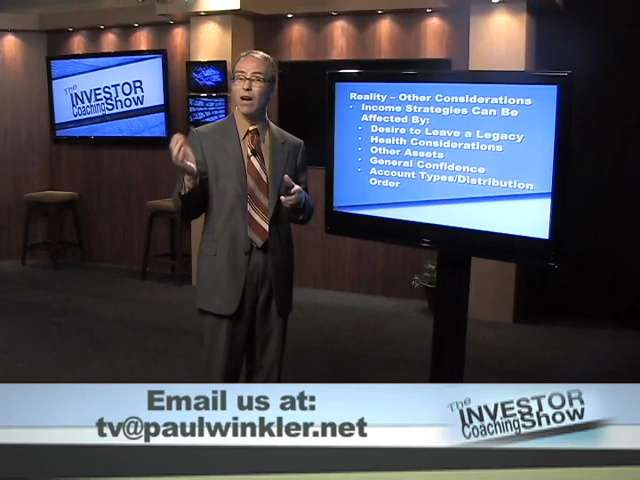 The
INVESTOR
Coaching Show
Reality – Other Considerations
• Income Strategies Can Be
Affected By:
• Desire to Leave a Legacy
• Health Considerations
• Other Assets
• General Confidence
• Account Types/Distribution
Order
Email us at:
tv@paulwinkler.net
The
INVESTOR
Coaching Show